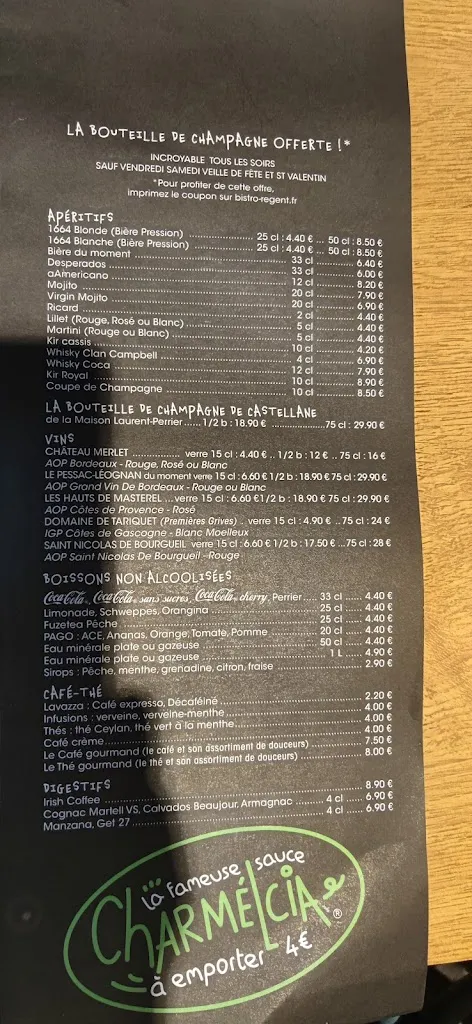 LA BOUTEILLE DE CHAMPAGNE OFFERTE !*
INCROYABLE TOUS LES SOIRS
SAUF VENDREDI SAMEDI VEILLE DE FÊTE ET ST VALENTIN
*Pour profiter de cette offre,
imprimez le coupon sur bistro-regent.fr
APÉRITIFS
1664 Blonde (Bière Pression) ........ 25 cl : 4.40 € ... 50 cl : 8.50 €
1664 Blanche (Bière Pression) ........ 25 cl : 4.40 € ... 50 cl : 8.50 €
Bière du moment ........ 33 cl ........ 6.40 €
Desperados ........ 33 cl ........ 6.00 €
aAmericano ........ 12 cl ........ 8.20 €
Mojito ........ 20 cl ........ 7.90 €
Virgin Mojito ........ 20 cl ........ 6.90 €
Ricard ........ 2 cl ........ 4.40 €
Lillet (Rouge, Rosé ou Blanc) ........ 5 cl ........ 4.40 €
Martini (Rouge ou Blanc) ........ 5 cl ........ 4.40 €
Kir cassis ........ 10 cl ........ 4.20 €
Whisky Clan Campbell ........ 4 cl ........ 6.90 €
Whisky Coca ........ 12 cl ........ 7.90 €
Kir Royal ........ 10 cl ........ 8.90 €
Coupe de Champagne ........ 10 cl ........ 8.50 €
LA BOUTEILLE DE CHAMPAGNE DE CASTELLANE
de la Maison Laurent-Perrier ..... 1/2 b : 18.90 € ........ 75 cl : 29.90 €
VINS
CHÂTEAU MERLET ........ verre 15 cl : 4.40 € .. 1/2 b : 12 € .. 75 cl : 16 €
AOP Bordeaux - Rouge, Rosé ou Blanc
LE PESSAC-LÉOGNAN du moment verre 15 cl : 6.60 € 1/2 b : 18.90 € 75 cl : 29.90 €
AOP Grand Vin De Bordeaux - Rouge ou Blanc
LES HAUTS DE MASTEREL ...verre 15 cl : 6.60 €1/2 b : 18.90 € 75 cl : 29.90 €
AOP Côtes de Provence - Rosé
DOMAINE DE TARIQUET (Premières Grives) .. verre 15 cl : 4.90 € ..75 cl : 24 €
IGP Côtes de Gascogne - Blanc Moelleux
SAINT NICOLAS DE BOURGUEIL verre 15 cl : 6.60 € 1/2 b : 17.50 € ..75 cl : 28 €
AOP Saint Nicolas De Bourgueil - Rouge
BOISSONS NON ALCOOLISÉES
Coca-Cola, Coca-Cola sans sucres, Coca-Cola cherry, Perrier.... 33 cl ..... 4.40 €
Limonade, Schweppes, Orangina ........ 25 cl ..... 4.40 €
Fuzetea Pêche ........ 25 cl ..... 4.40 €
PAGO : ACE, Ananas, Orange, Tomate, Pomme ........ 20 cl ..... 4.40 €
Eau minérale plate ou gazeuse ........ 50 cl ..... 4.40 €
Eau minérale plate ou gazeuse ........ 1 L ..... 4.90 €
Sirops : Pêche, menthe, grenadine, citron, fraise ........ 2.90 €
CAFÉ-THÉ
Lavazza : Café expresso, Décaféiné ........ 2.20 €
Infusions : verveine, verveine-menthe ........ 4.00 €
Thés : thé Ceylan, thé vert à la menthe ........ 4.00 €
Café crème ........ 4.00 €
Le Café gourmand (le café et son assortiment de douceurs) ........ 7.50 €
Le Thé gourmand (le thé et son assortiment de douceurs) ........ 8.00 €
DIGESTIFS
Irish Coffee ........ 8.90 €
Cognac Martell VS, Calvados Beaujour, Armagnac ........ 4 cl ..... 6.90 €
Manzana, Get 27 ........ 4 cl ..... 6.90 €
la fameuse sauce
CHARMÉLCIA ®
à emporter 4€